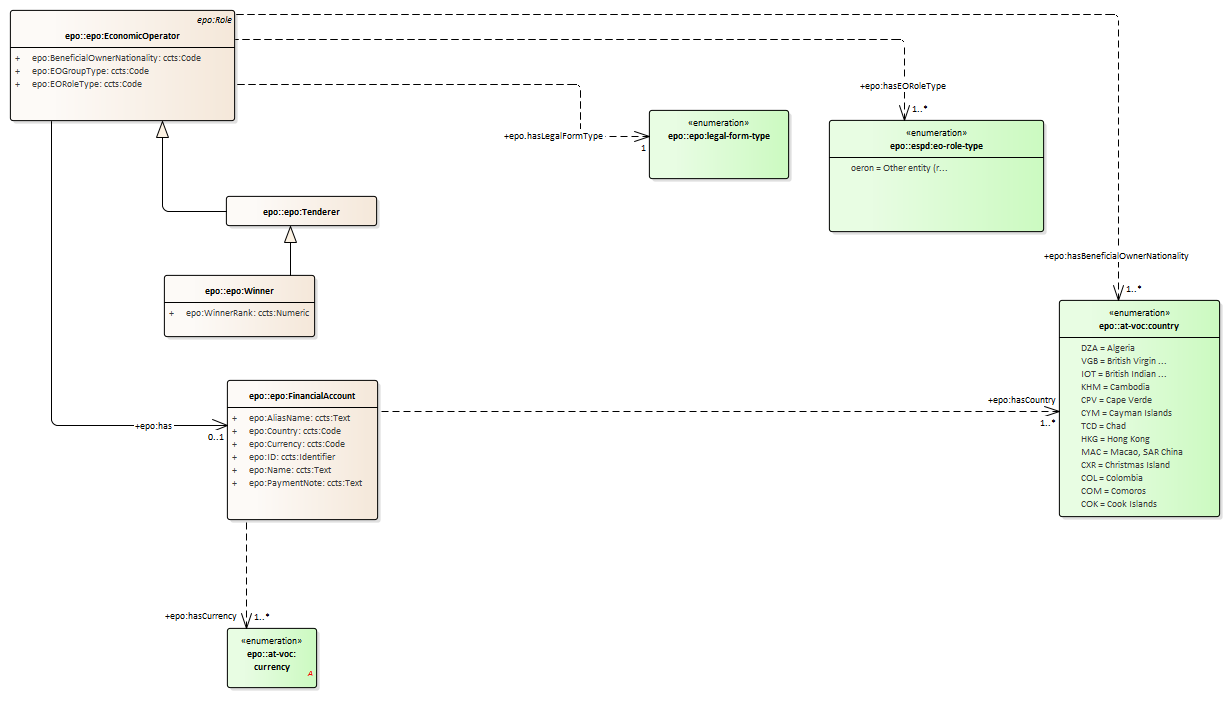 epo:Role
epo::epo:EconomicOperator
+ epo:BeneficialOwnerNationality: ccts:Code
+ epo:EOGroupType: ccts:Code
+ epo:EORoleType: ccts:Code
+epo:hasEORoleType
1..*
+epo.hasLegalFormType
1
«enumeration»
epo::epo:legal-form-type
«enumeration»
epo::espd:eo-role-type
oeron = Other entity (r...
epo::epo:Tenderer
+epo:hasBeneficialOwnerNationality
1..*
epo::epo:Winner
+ epo:WinnerRank: ccts:Numeric
«enumeration»
epo::at-voc:country
DZA = Algeria
VGB = British Virgin ...
IOT = British Indian ...
KHM = Cambodia
CPV = Cape Verde
CYM = Cayman Islands
TCD = Chad
HKG = Hong Kong
MAC = Macao, SAR China
CXR = Christmas Island
COL = Colombia
COM = Comoros
COK = Cook Islands
+epo:has
0..1
epo::epo:FinancialAccount
+ epo:AliasName: ccts:Text
+ epo:Country: ccts:Code
+ epo:Currency: ccts:Code
+ epo:ID: ccts:Identifier
+ epo:Name: ccts:Text
+ epo:PaymentNote: ccts:Text
+epo:hasCountry
1..*
+epo:hasCurrency
1..*
«enumeration»
epo::at-voc:
currency